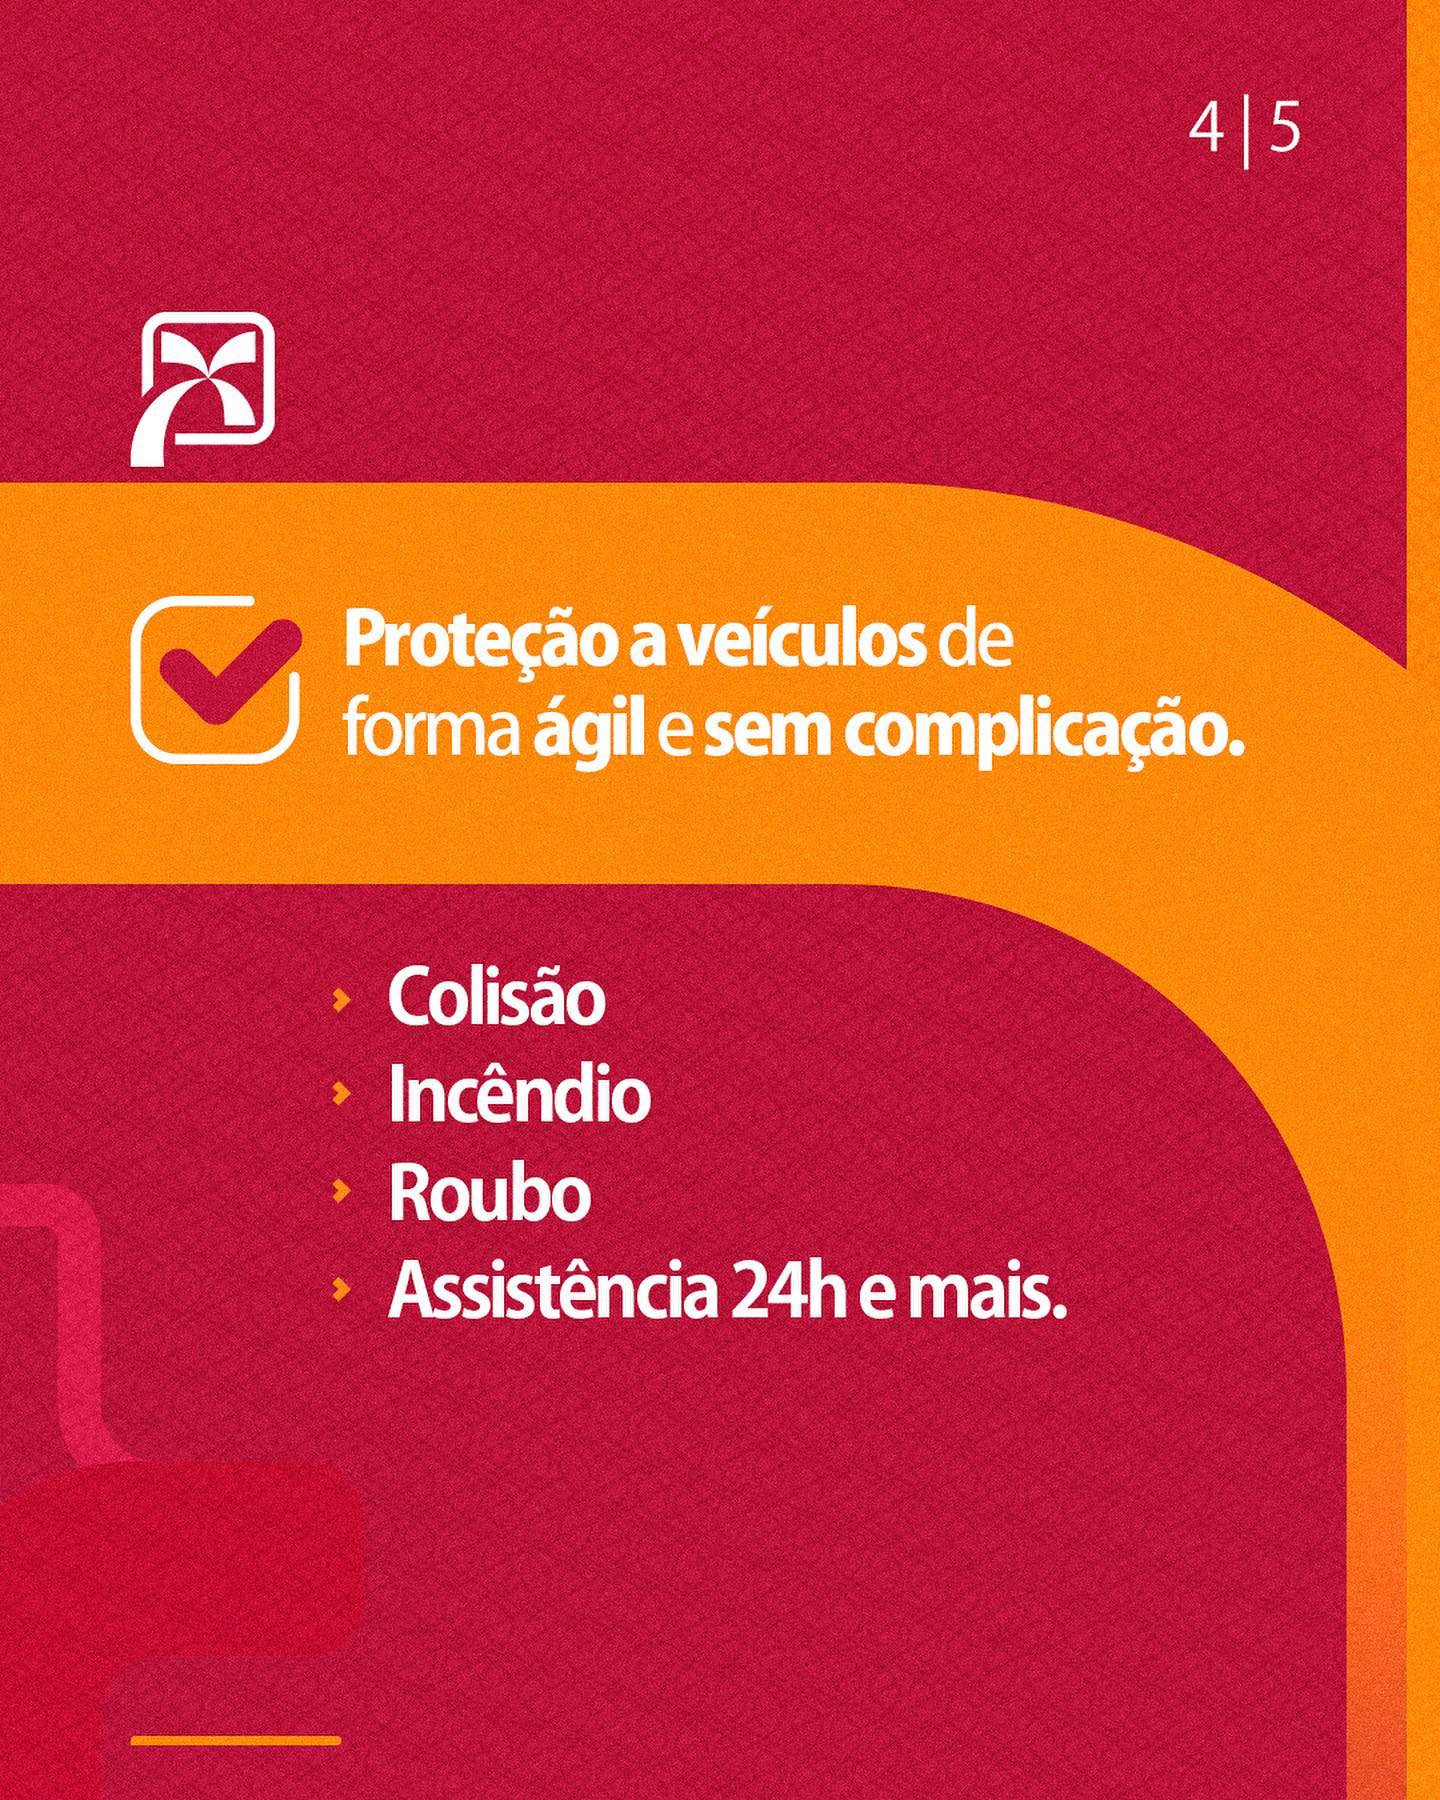 4|5
Proteção a veículos de
forma ágil e sem complicação.
Colisão
Incêndio
Roubo
Assistência 24h e mais.